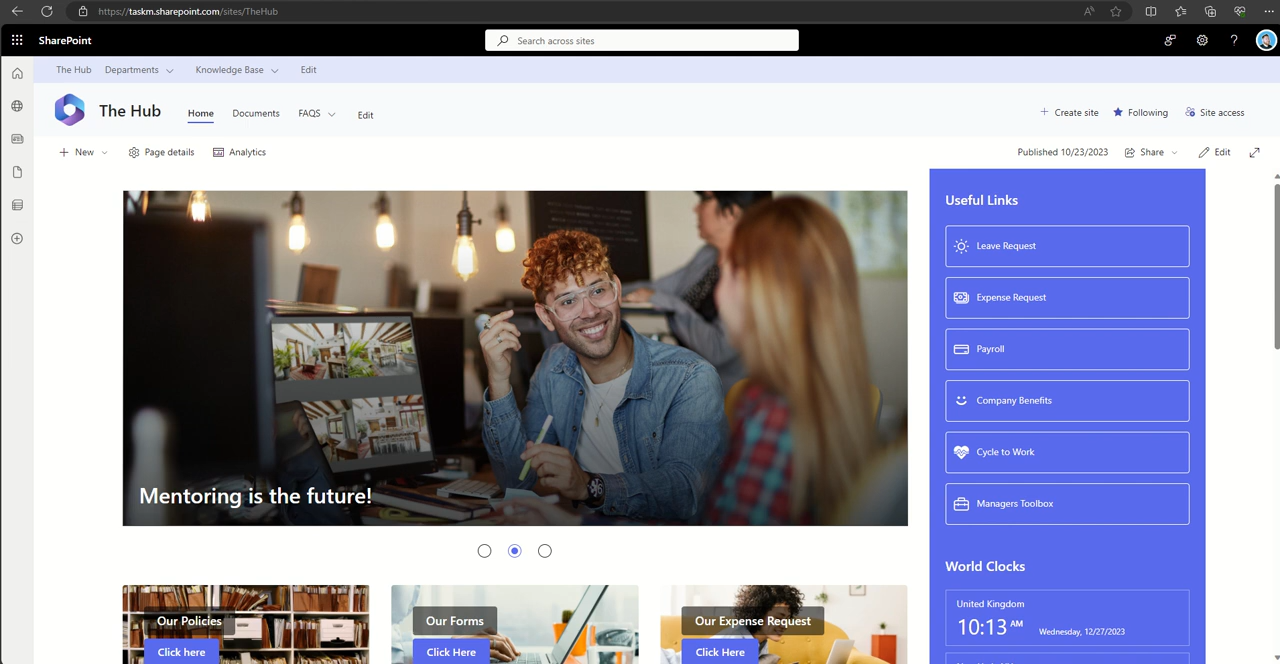 https://taskm.sharepoint.com/sites/TheHub
SharePoint
Search across sites
The Hub Departments Knowledge Base Edit
The Hub Home Documents FAQS Edit Create site Following Site access
New Page details Analytics Published 10/23/2023 Share Edit
Mentoring is the future!
Useful Links
Leave Request
Expense Request
Payroll
Company Benefits
Cycle to Work
Managers Toolbox
World Clocks
United Kingdom
10:13 AM Wednesday, 12/27/2023
Our Policies
Click here
Our Forms
Click Here
Our Expense Request
Click Here